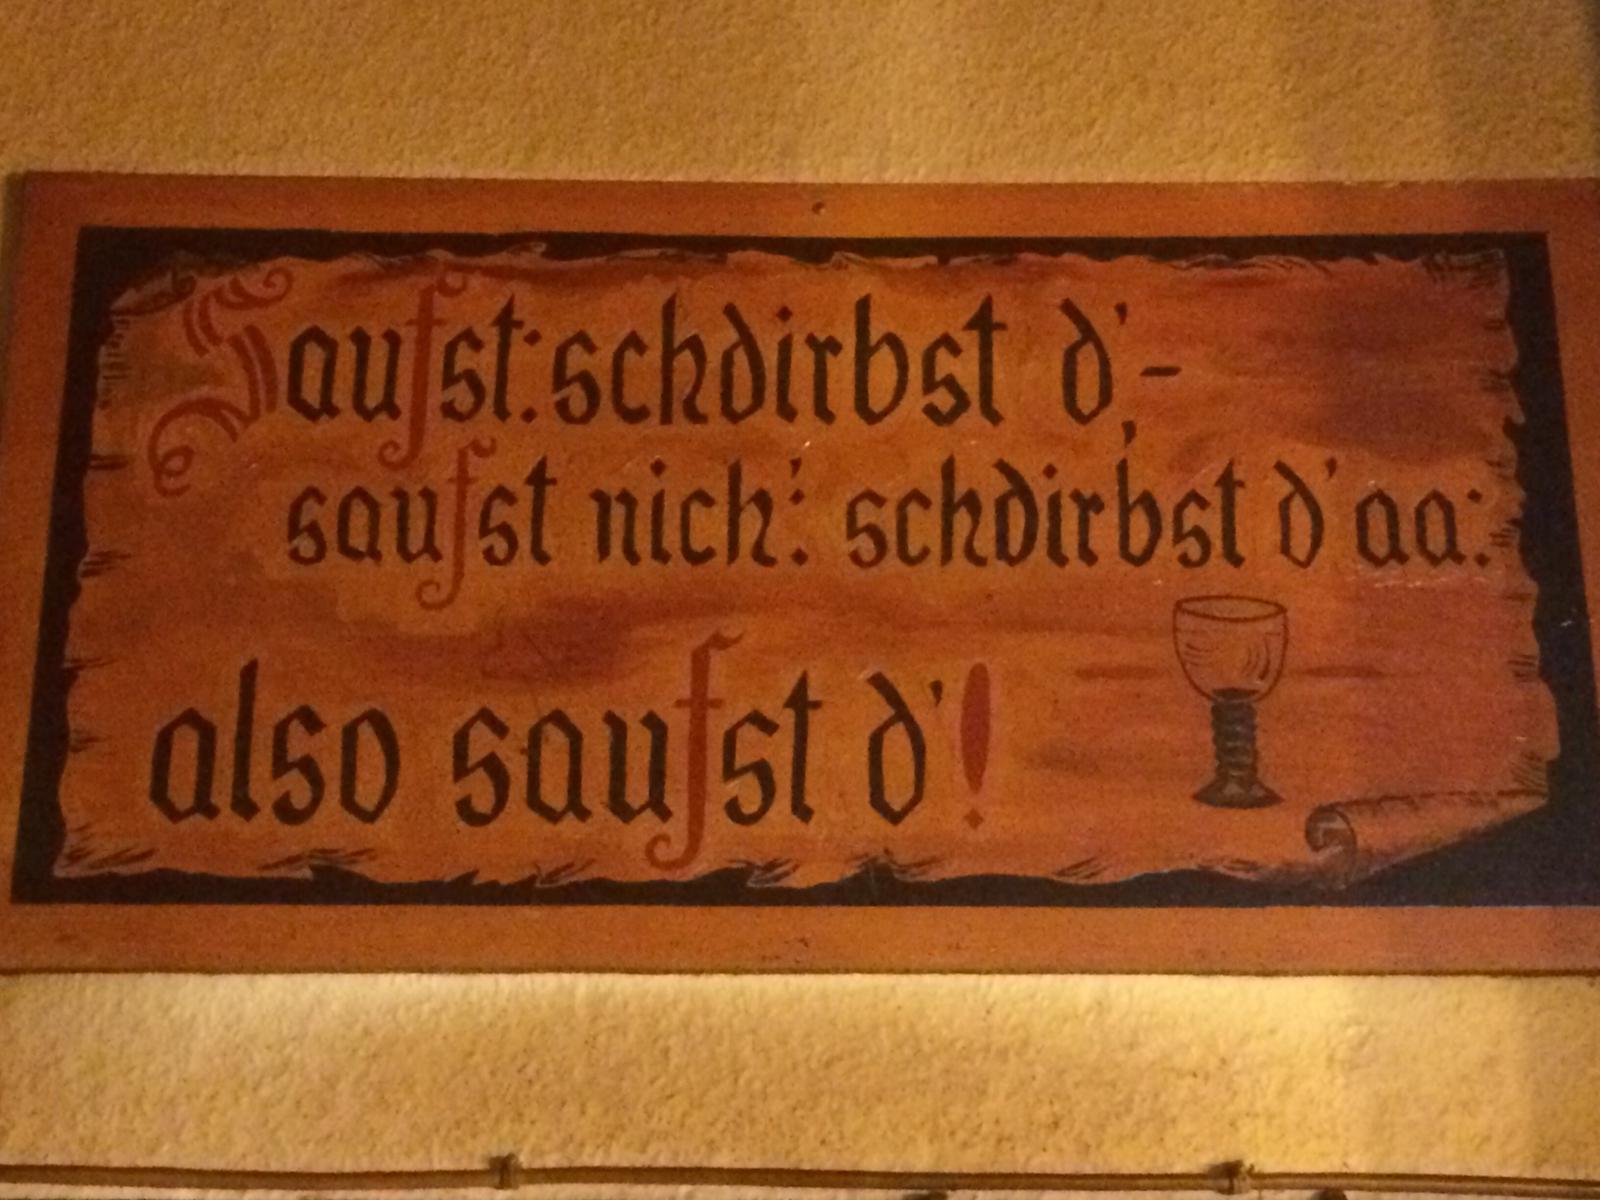 Saufst: schdirbst d'-
saufst nich': schdirbst d' aa:
also saufst d'!